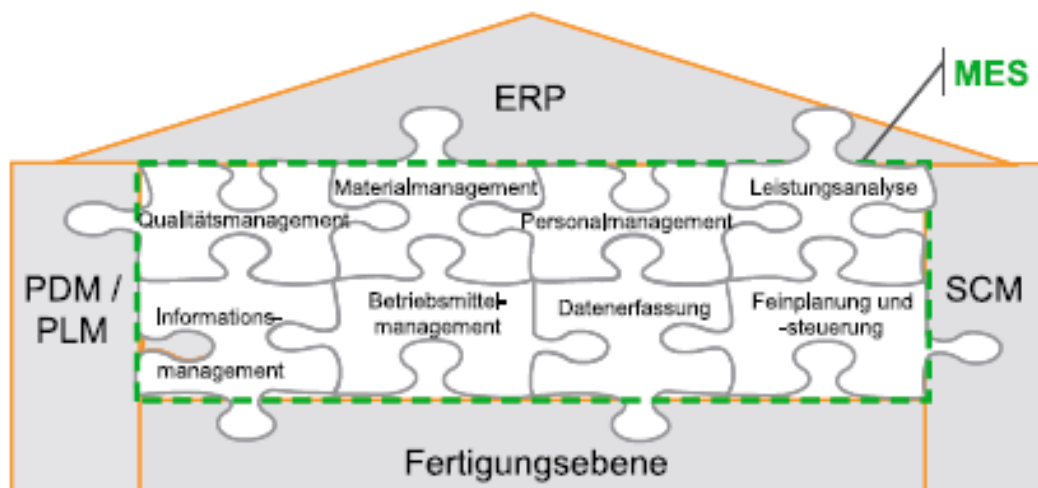 MES
ERP
Materialmanagement
Leistungsanalyse
Qualitätsmanagement
Personalmanagement
PDM /
PLM
SCM
Informations-
management
Betriebsmittel-
management
Datenerfassung
Feinplanung und
-steuerung
Fertigungsebene